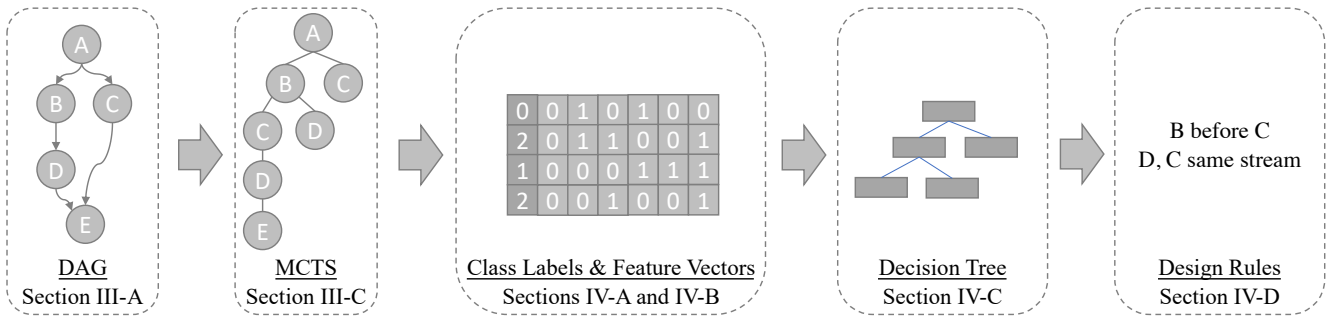 A
B
C
D
E
DAG
Section III-A
A
B
C
C
D
D
E
MCTS
Section III-C
0 0 1 0 1 0 0
2 0 1 1 0 0 1
1 0 0 0 1 1 1
2 0 0 1 0 0 1
Class Labels & Feature Vectors
Sections IV-A and IV-B
Decision Tree
Section IV-C
B before C
D, C same stream
Design Rules
Section IV-D